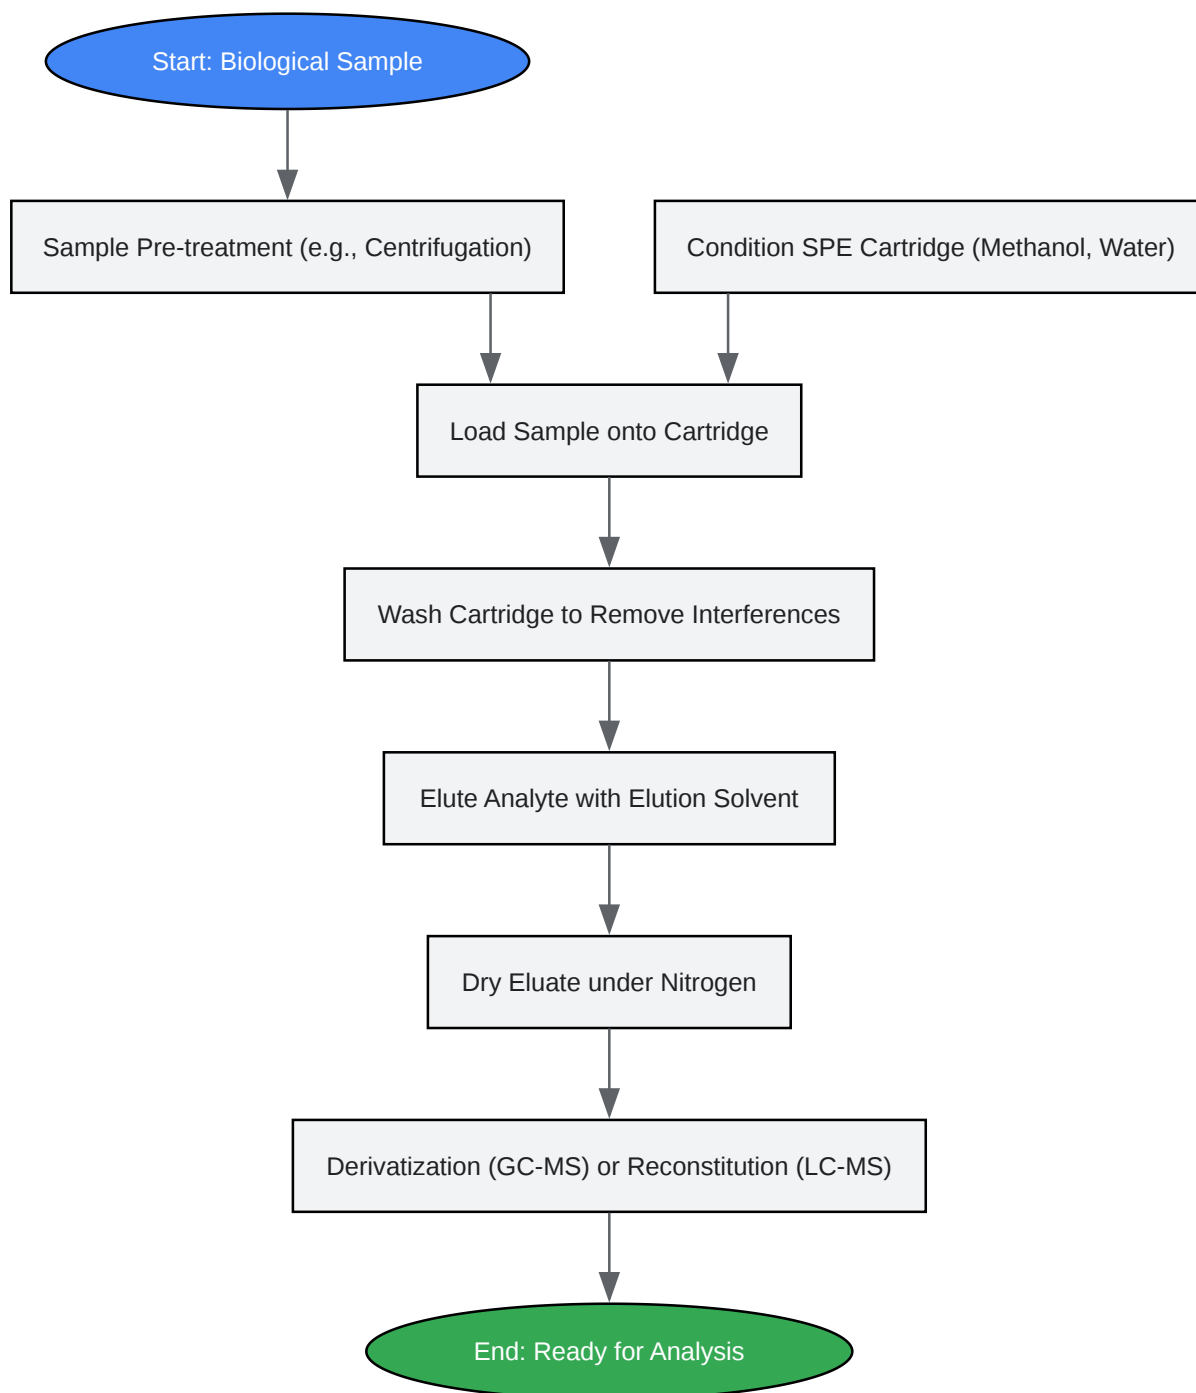 Start: Biological Sample
Sample Pre-treatment (e.g., Centrifugation)
Condition SPE Cartridge (Methanol, Water)
Load Sample onto Cartridge
Wash Cartridge to Remove Interferences
Elute Analyte with Elution Solvent
Dry Eluate under Nitrogen
Derivatization (GC-MS) or Reconstitution (LC-MS)
End: Ready for Analysis